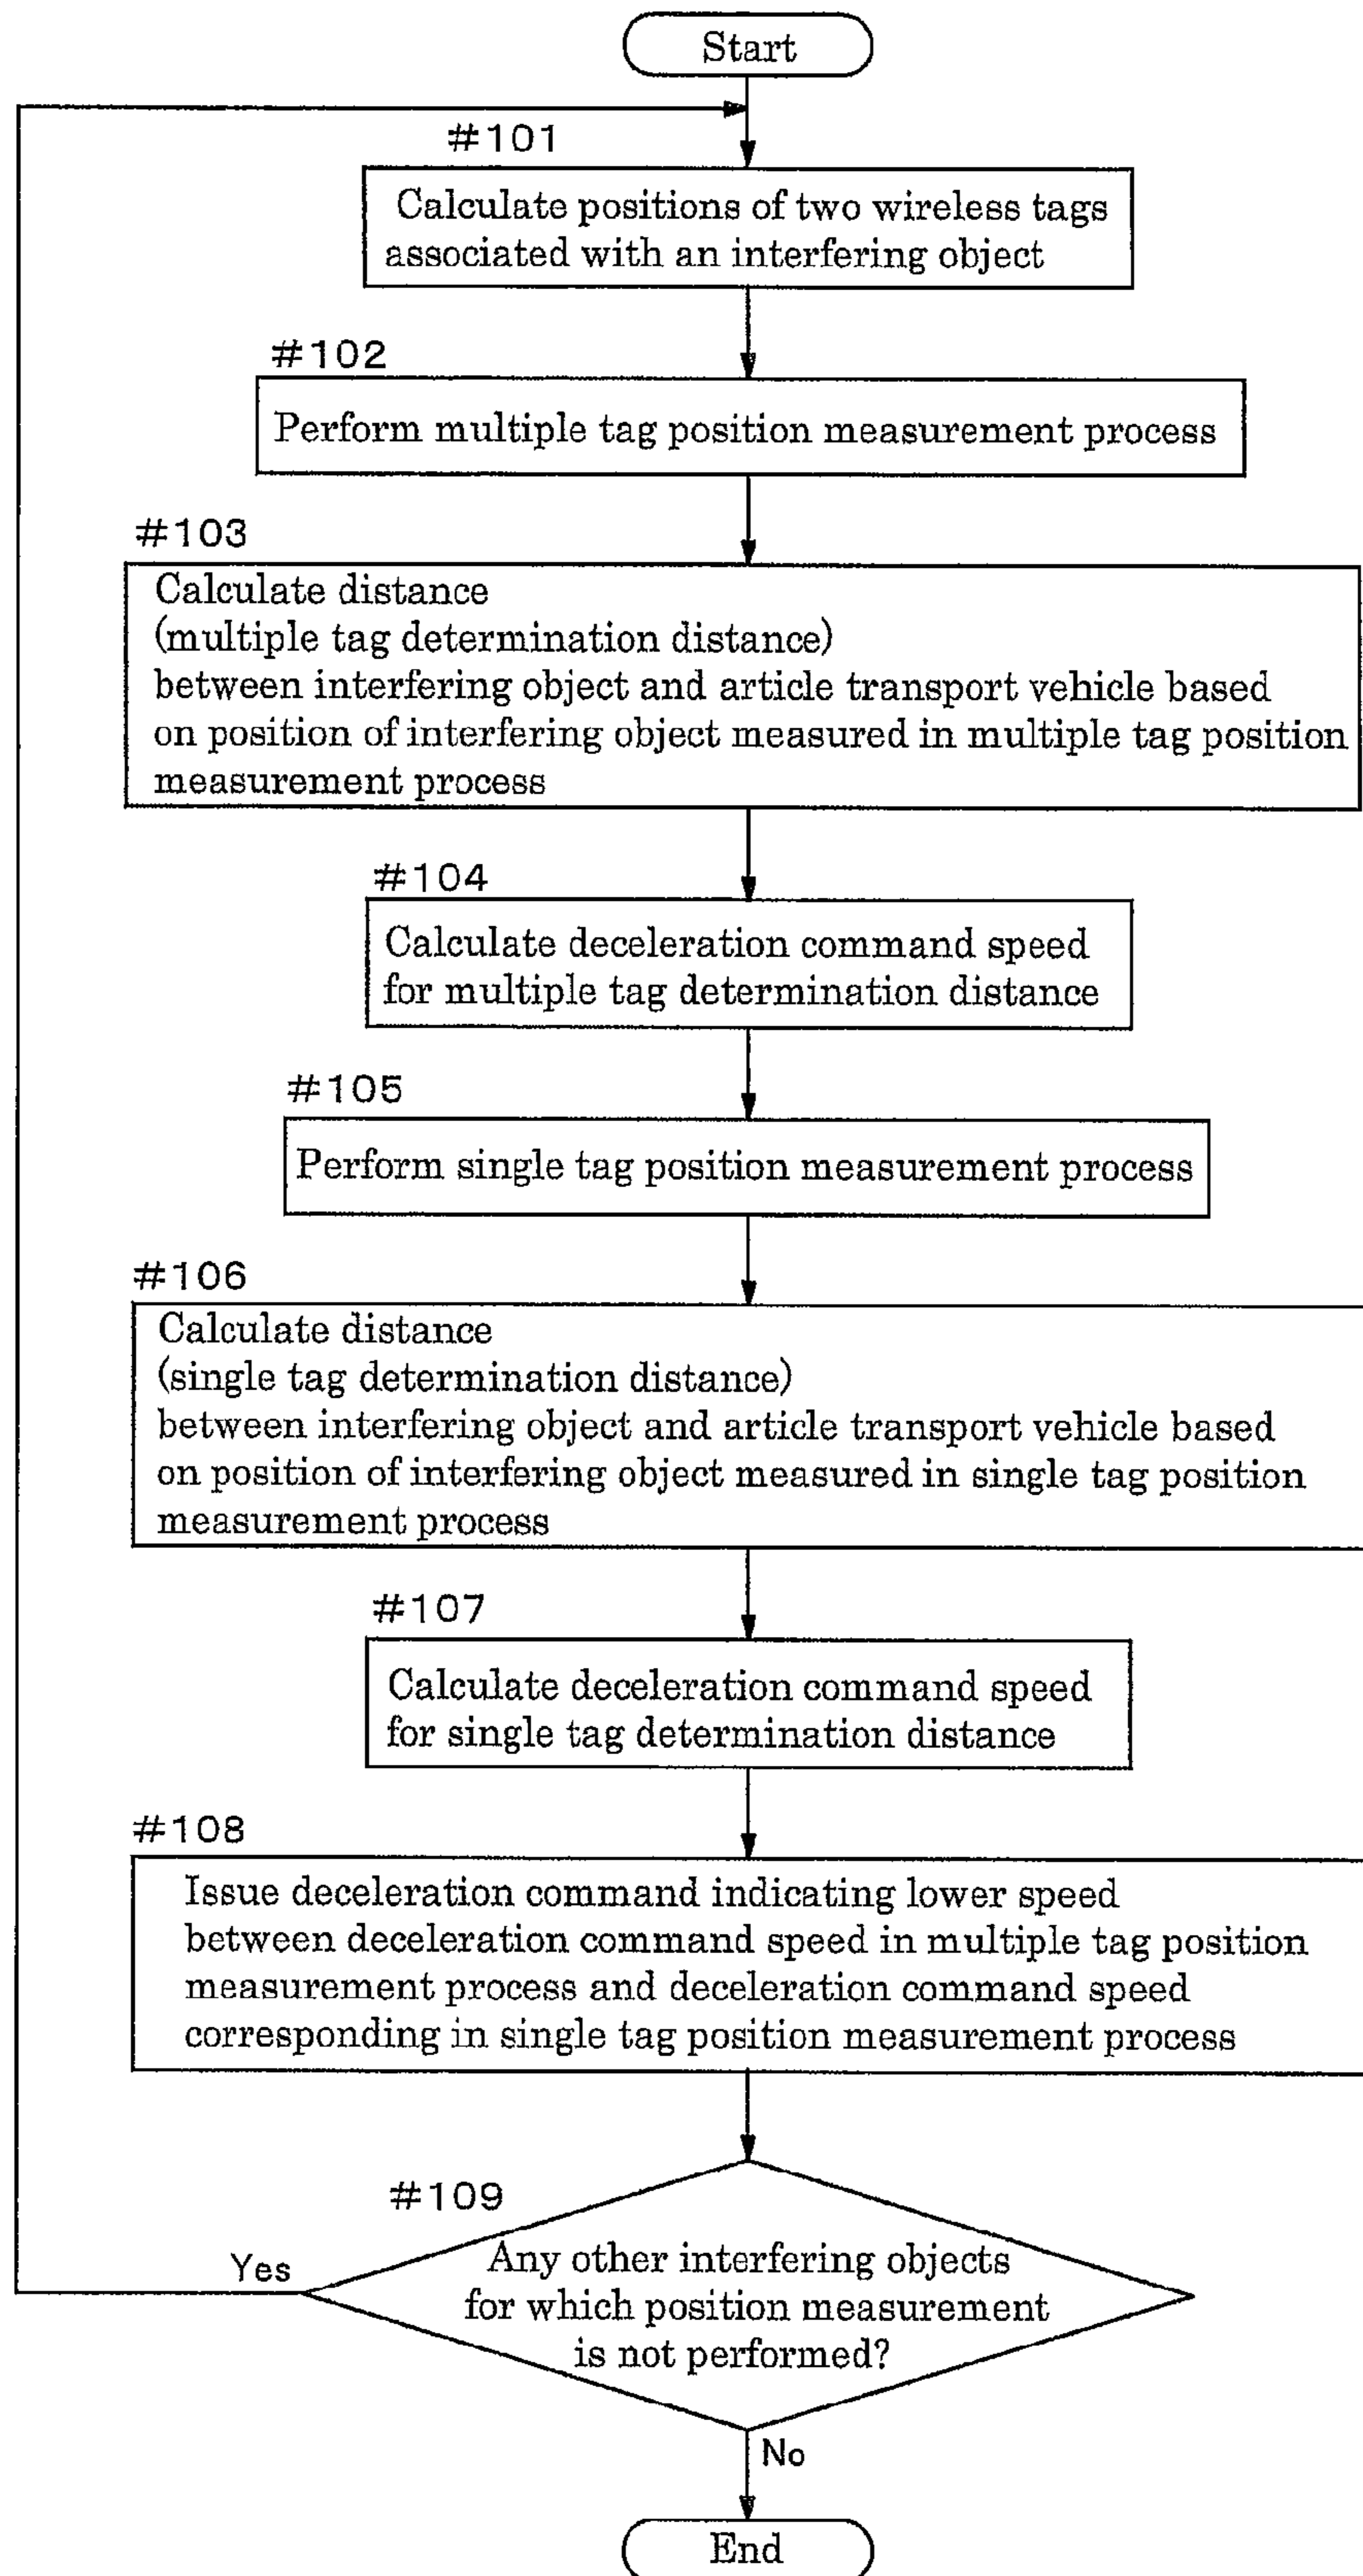 Start
#101
Calculate positions of two wireless tags
associated with an interfering object
#102
Perform multiple tag position measurement process
#103
Calculate distance
(multiple tag determination distance)
between interfering object and article transport vehicle based
on position of interfering object measured in multiple tag position
measurement process
#104
Calculate deceleration command speed
for multiple tag determination distance
#105
Perform single tag position measurement process
#106
Calculate distance
(single tag determination distance)
between interfering object and article transport vehicle based
on position of interfering object measured in single tag position
measurement process
#107
Calculate deceleration command speed
for single tag determination distance
#108
Issue deceleration command indicating lower speed
between deceleration command speed in multiple tag position
measurement process and deceleration command speed
corresponding in single tag position measurement process
#109
Yes
Any other interfering objects
for which position measurement
is not performed?
No
End